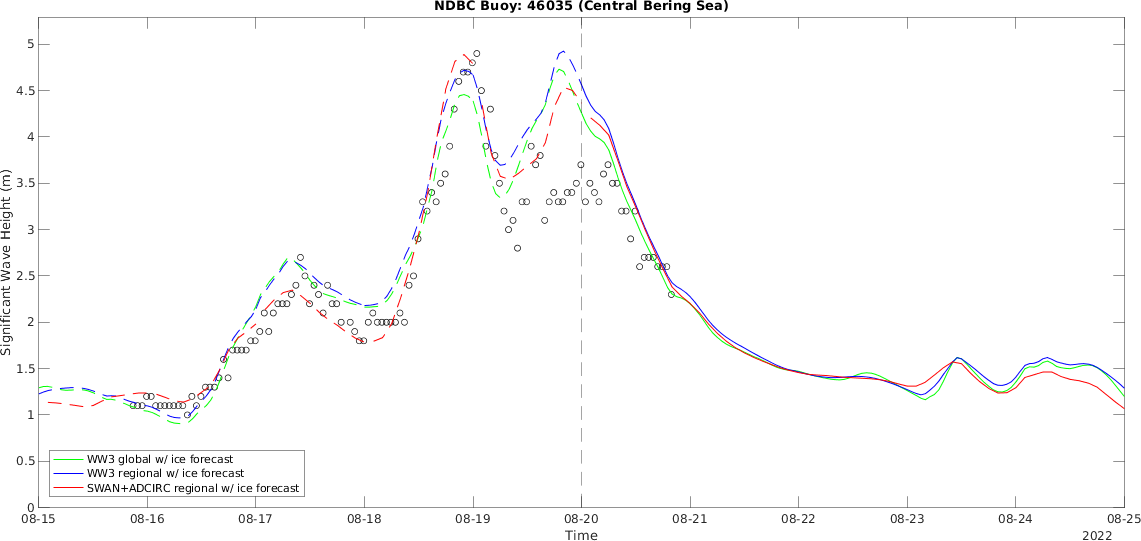 NDBC Buoy: 46035 (Central Bering Sea)
5
4.5
4
3.5
3
2.5
2
1.5
1
0.5
0
Significant Wave Height (m)
WW3 global w/ ice forecast
WW3 regional w/ ice forecast
SWAN+ADCIRC regional w/ ice forecast
08-15 08-16 08-17 08-18 08-19 08-20 08-21 08-22 08-23 08-24 08-25
Time
2022